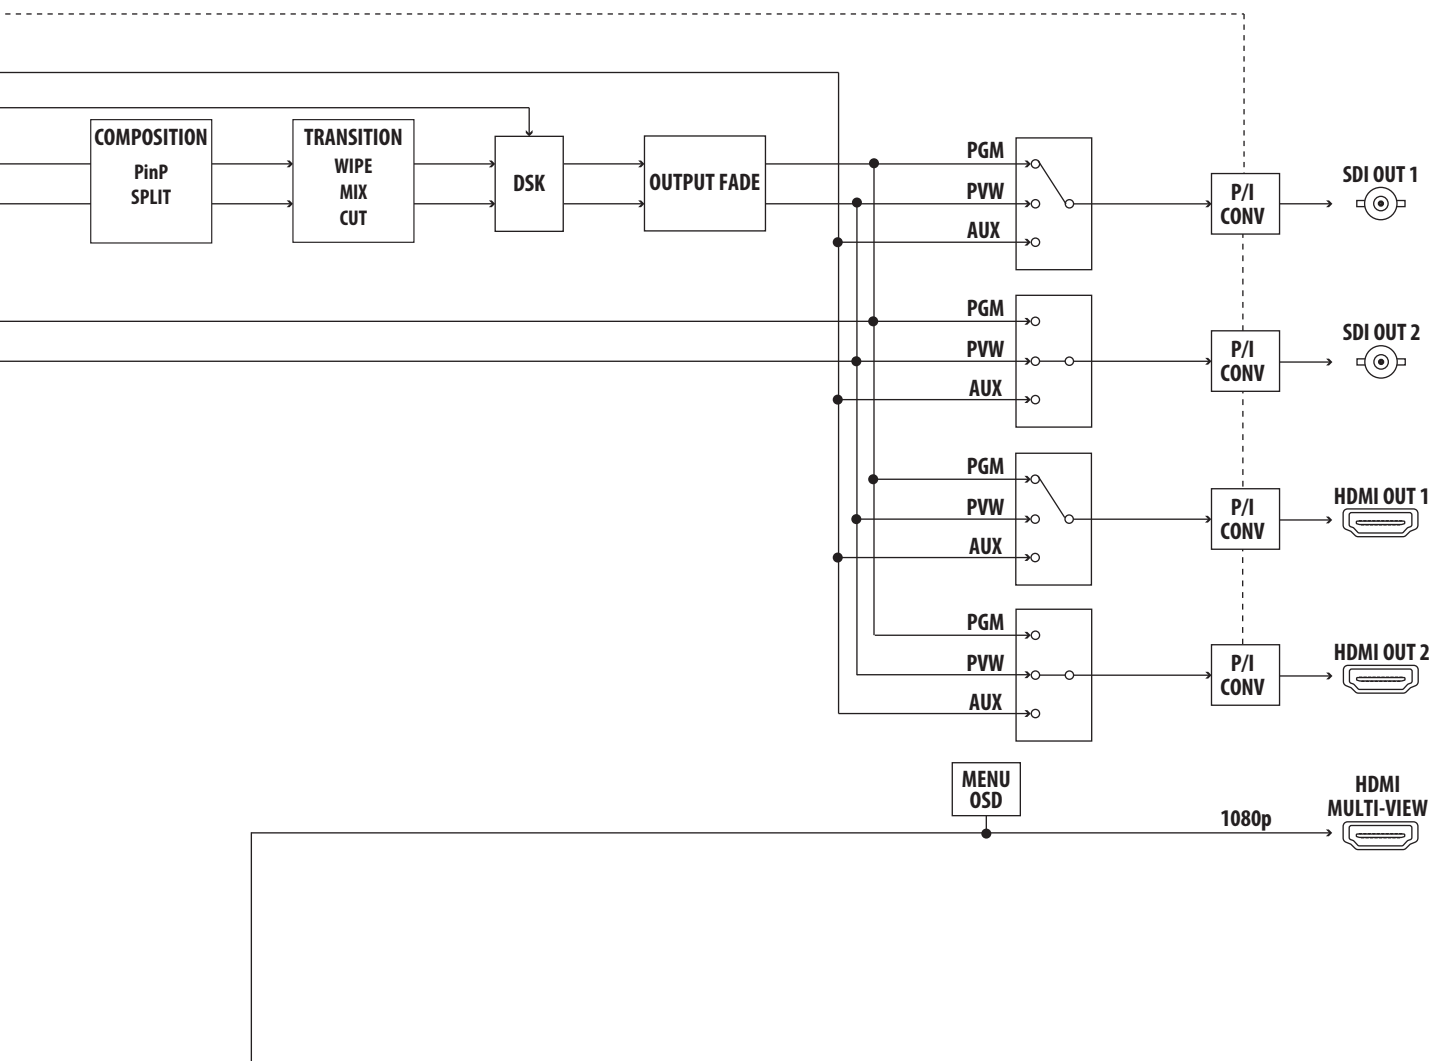 COMPOSITION
PinP
SPLIT
TRANSITION
WIPE
MIX
CUT
DSK
OUTPUT FADE
PGM
PVW
AUX
P/I
CONV
SDI OUT 1
PGM
PVW
AUX
P/I
CONV
SDI OUT 2
PGM
PVW
AUX
P/I
CONV
HDMI OUT 1
PGM
PVW
AUX
P/I
CONV
HDMI OUT 2
MENU
OSD
1080p
HDMI
MULTI-VIEW